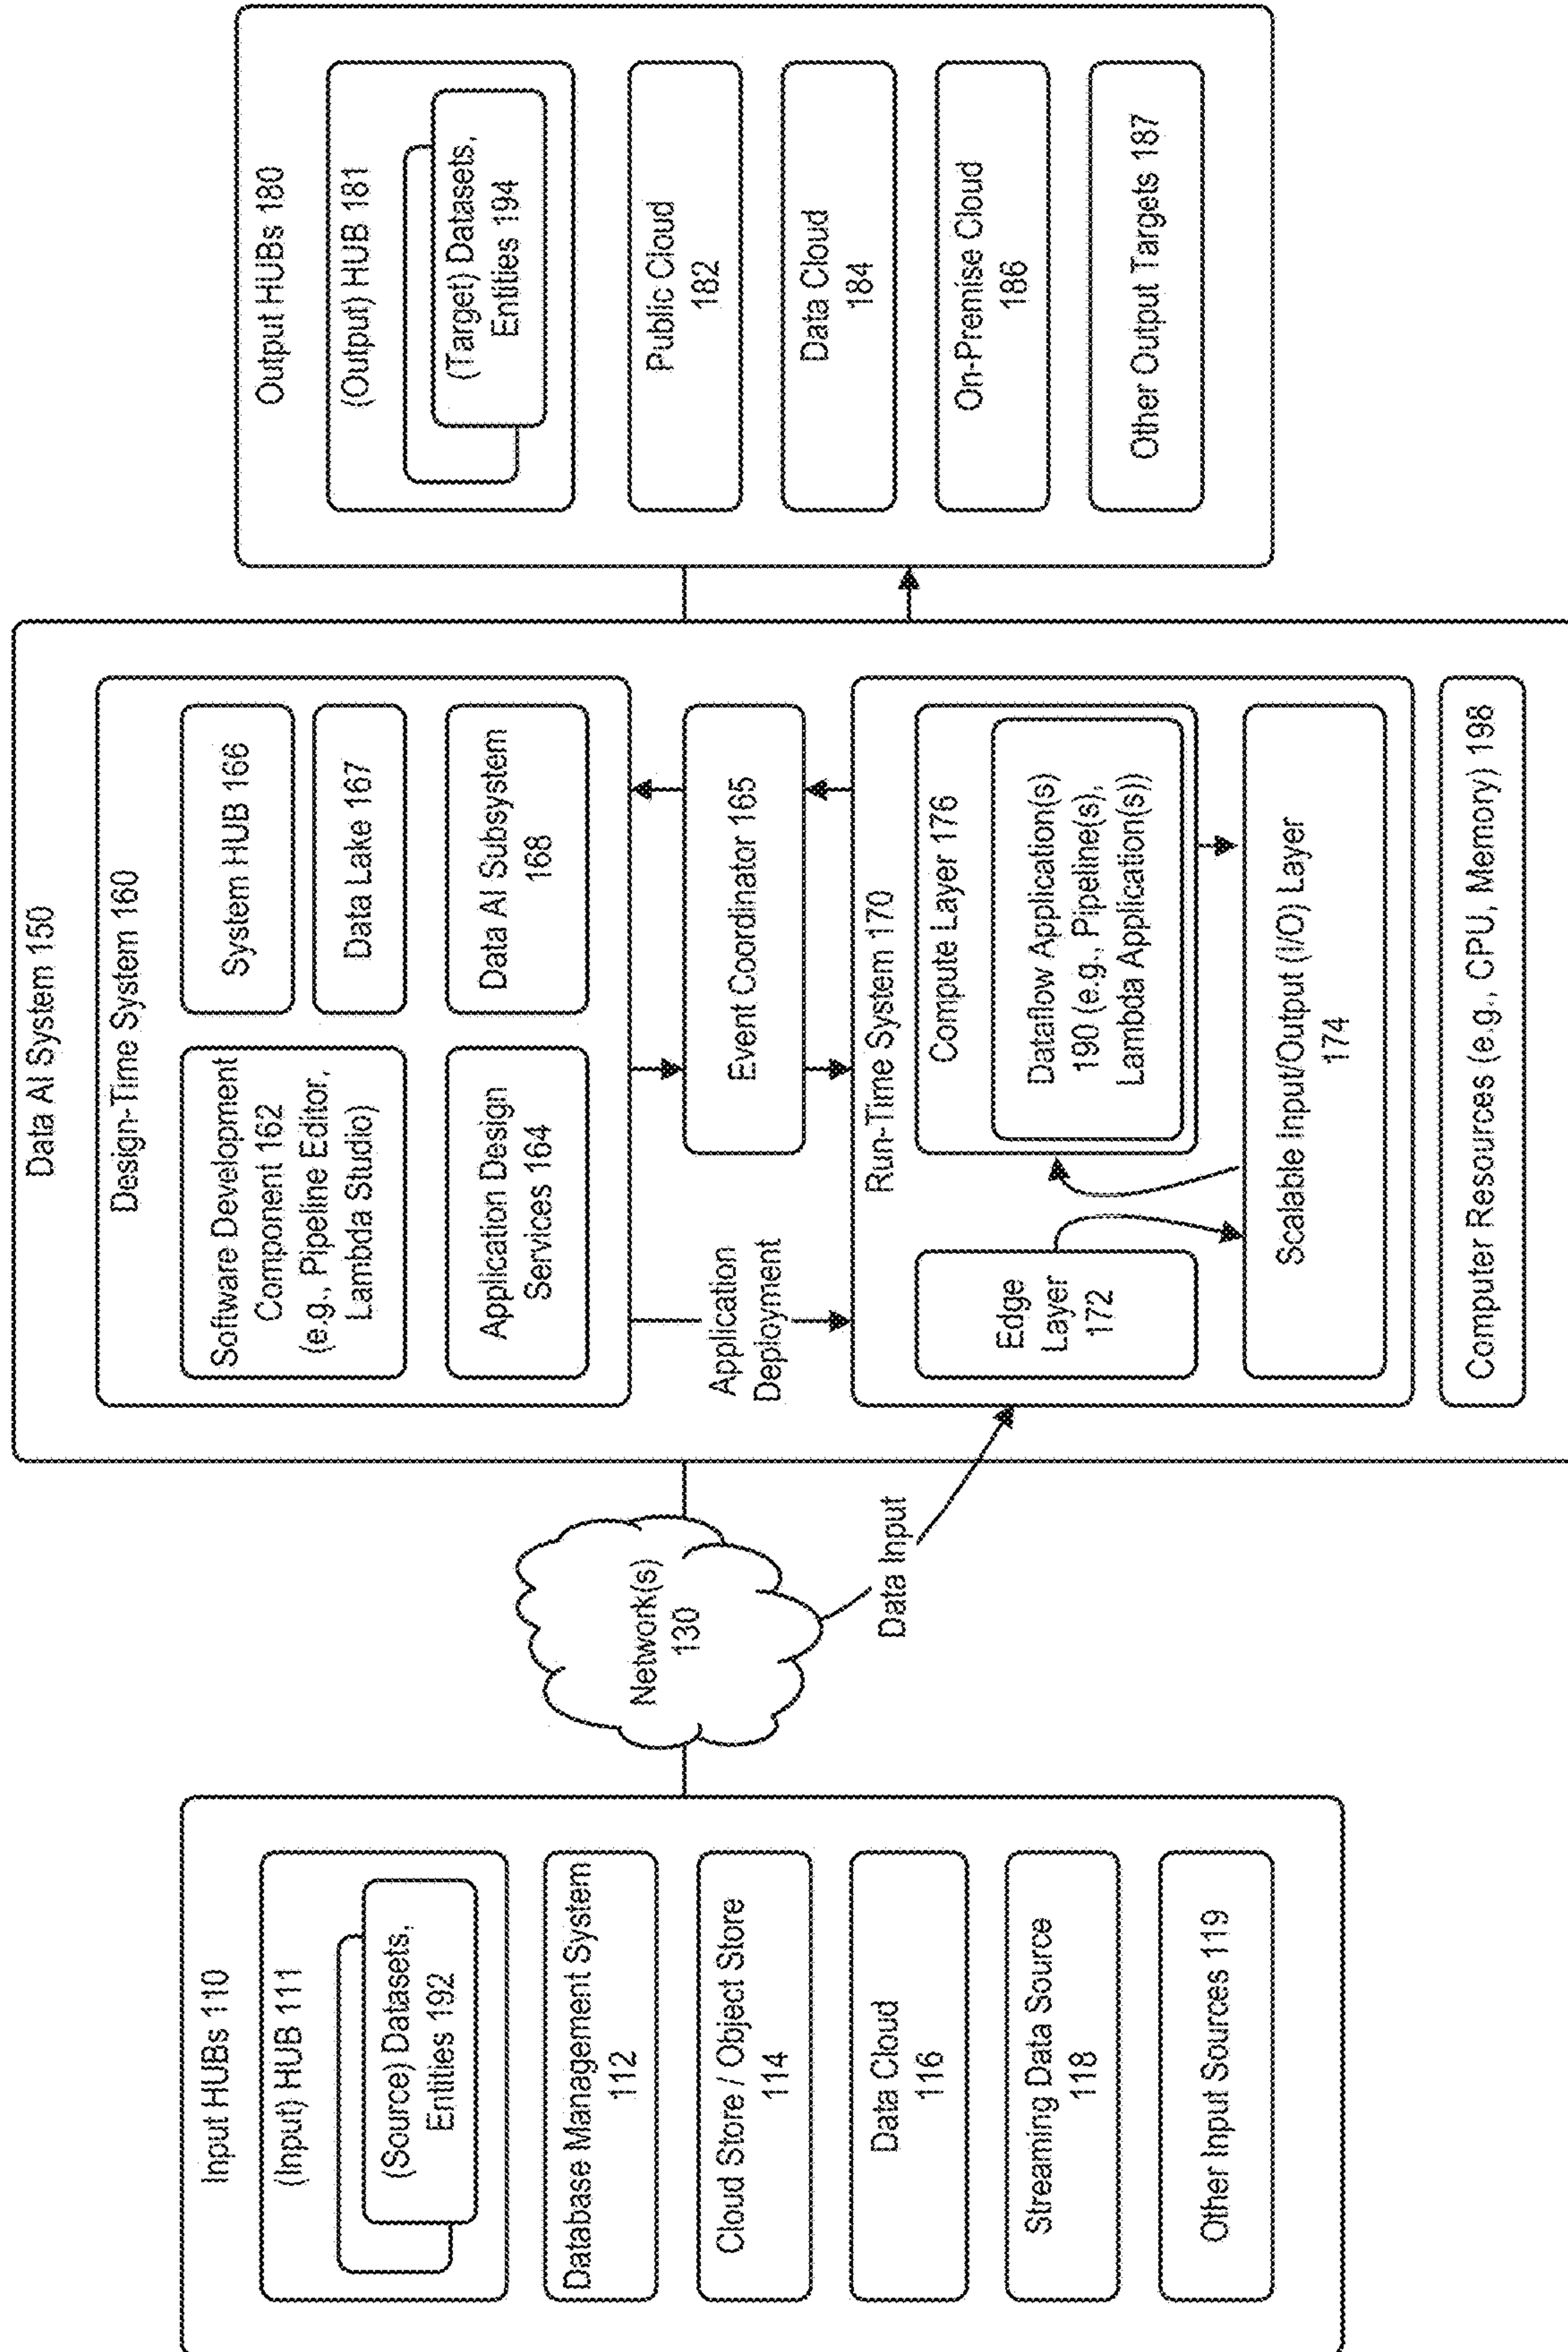 Input HUBs 110
(Input) HUB 111
(Source) Datasets,
Entities 192
Database Management System
112
Cloud Store / Object Store
114
Data Cloud
116
Streaming Data Source
118
Other Input Sources 119
Network(s)
130
Data Input
Data AI System 150
Design-Time System 160
Software Development
Component 162
(e.g., Pipeline Editor,
Lambda Studio)
System HUB 166
Data Lake 167
Application Design
Services 164
Data AI Subsystem
168
Application
Deployment
Event Coordinator 165
Run-Time System 170
Edge
Layer
172
Compute Layer 176
Dataflow Application(s)
190 (e.g., Pipeline(s),
Lambda Application(s))
Scalable Input/Output (I/O) Layer
174
Computer Resources (e.g., CPU, Memory) 198
Output HUBs 180
(Output) HUB 181
(Target) Datasets,
Entities 194
Public Cloud
182
Data Cloud
184
On-Premise Cloud
186
Other Output Targets 187